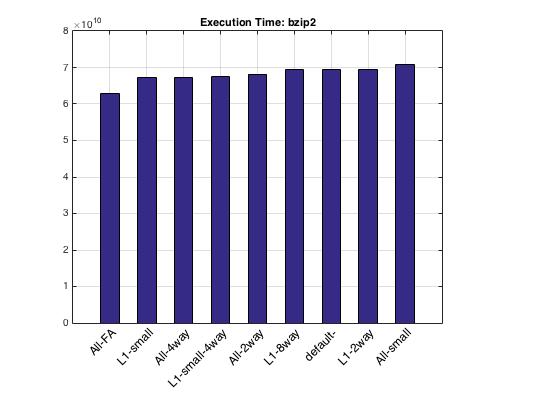 Execution Time: bzip2
×10^10
8
7
6
5
4
3
2
1
0
All-FA
L1-small
All-4way
L1-small-4way
All-2way
L1-8way
default-
L1-2way
All-small